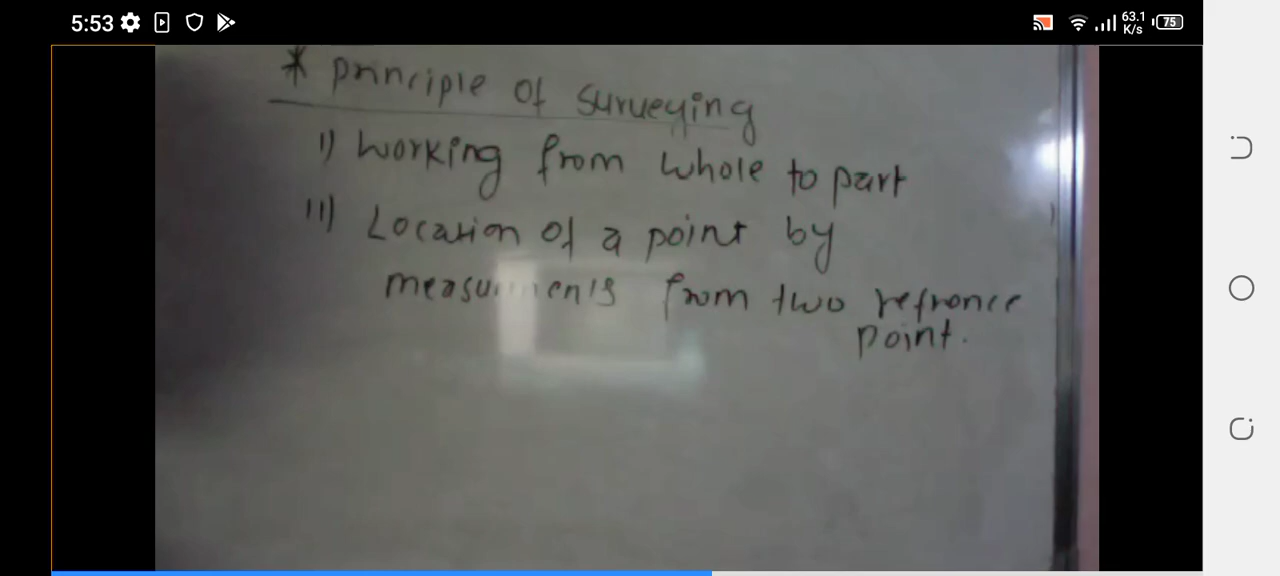 5:53 63.1 K/s 75
* principle of surveying
i) working from whole to part
ii) Location of a point by
measurements from two refrence
point.